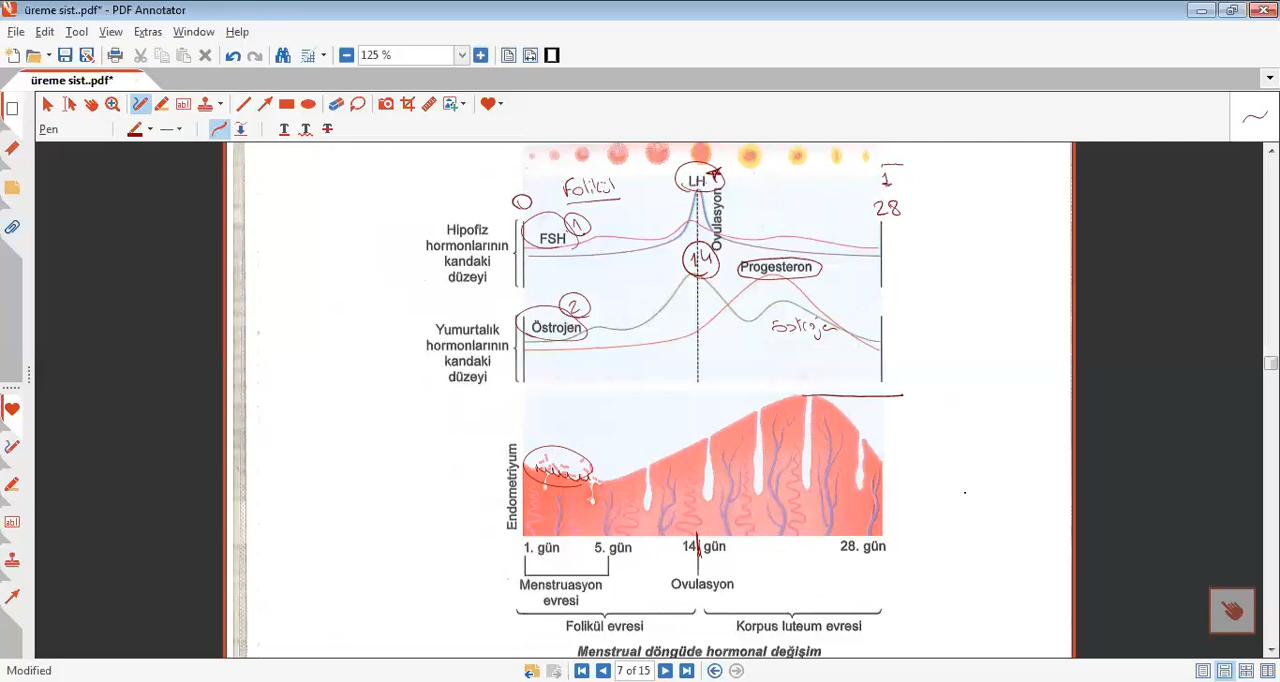 üreme sist..pdf* - PDF Annotator
File Edit Tool View Extras Window Help
125 %
üreme sist..pdf*
Pen
LH
1
Folikül
28
1
FSH
Ovulasyon
Hipofiz
hormonlarının
kandaki
düzeyi
14
Progesteron
2
Östrojen
östrojen
Yumurtalık
hormonlarının
kandaki
düzeyi
Endometriyum
1. gün 5. gün 14. gün 28. gün
Menstruasyon
evresi
Ovulasyon
Folikül evresi Korpus luteum evresi
Menstrual döngüde hormonal değişim
Modified
7 of 15